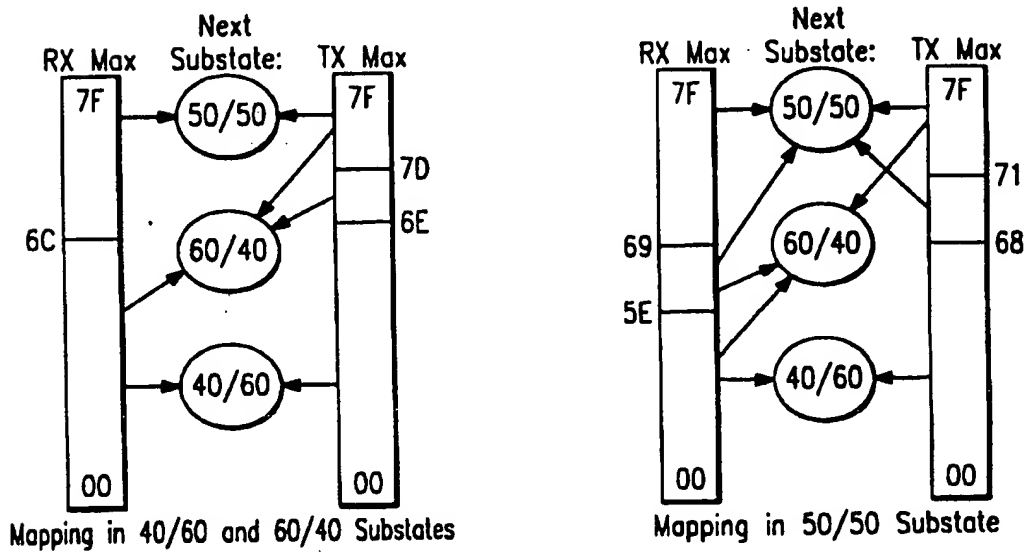 Next
Substate:
RX Max
TX Max
7F
50/50
7F
7D
6E
6C
60/40
40/60
00
00
Mapping in 40/60 and 60/40 Substates
Next
Substate:
RX Max
TX Max
7F
50/50
7F
71
69
60/40
68
5E
40/60
00
00
Mapping in 50/50 Substate